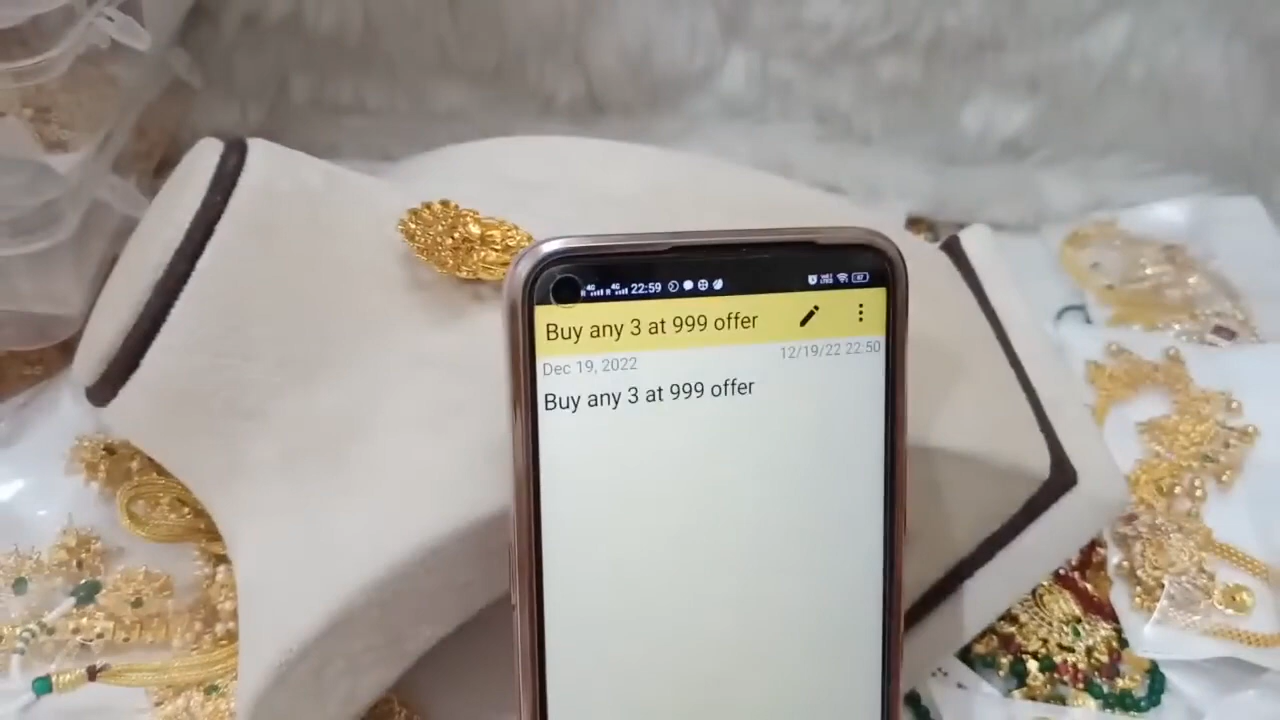 22:59
Buy any 3 at 999 offer
Dec 19, 2022
12/19/22 22:50
Buy any 3 at 999 offer